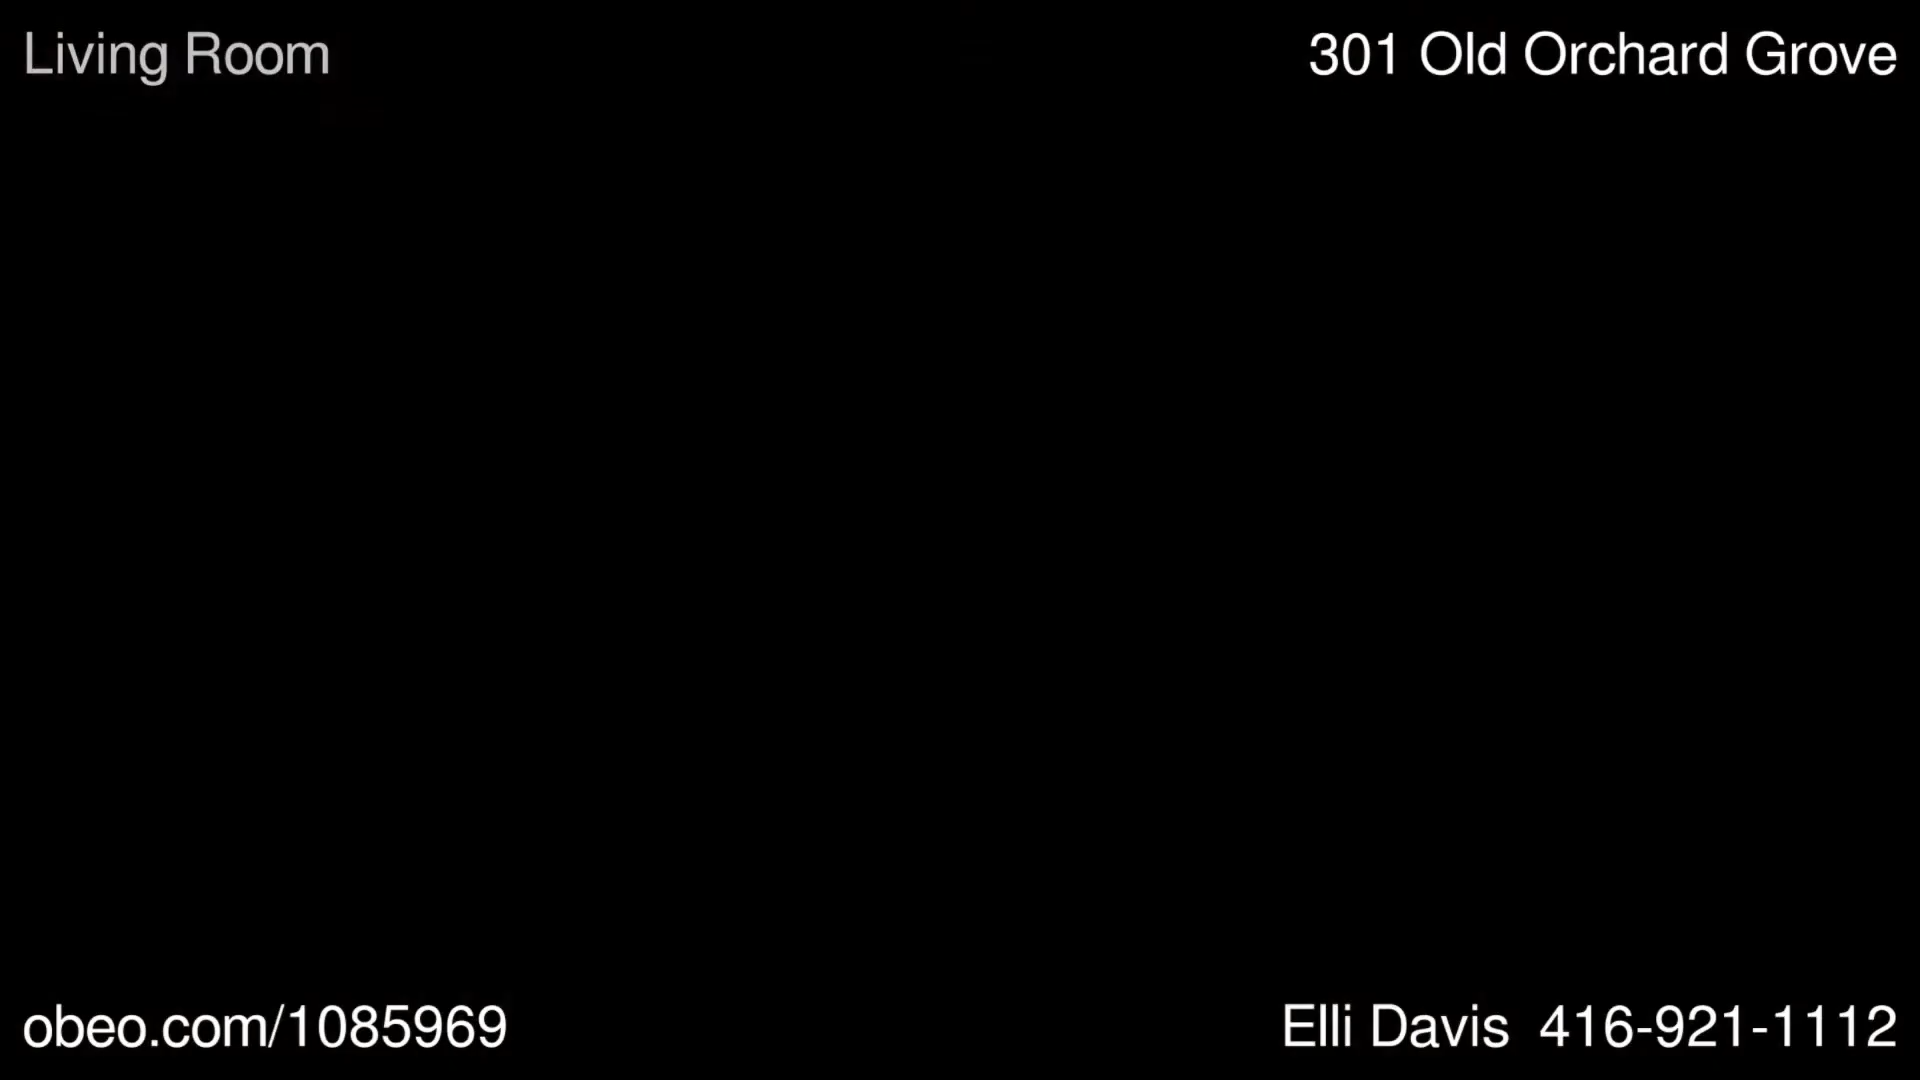 Living Room
301 Old Orchard Grove
obeo.com/1085969
Elli Davis 416-921-1112